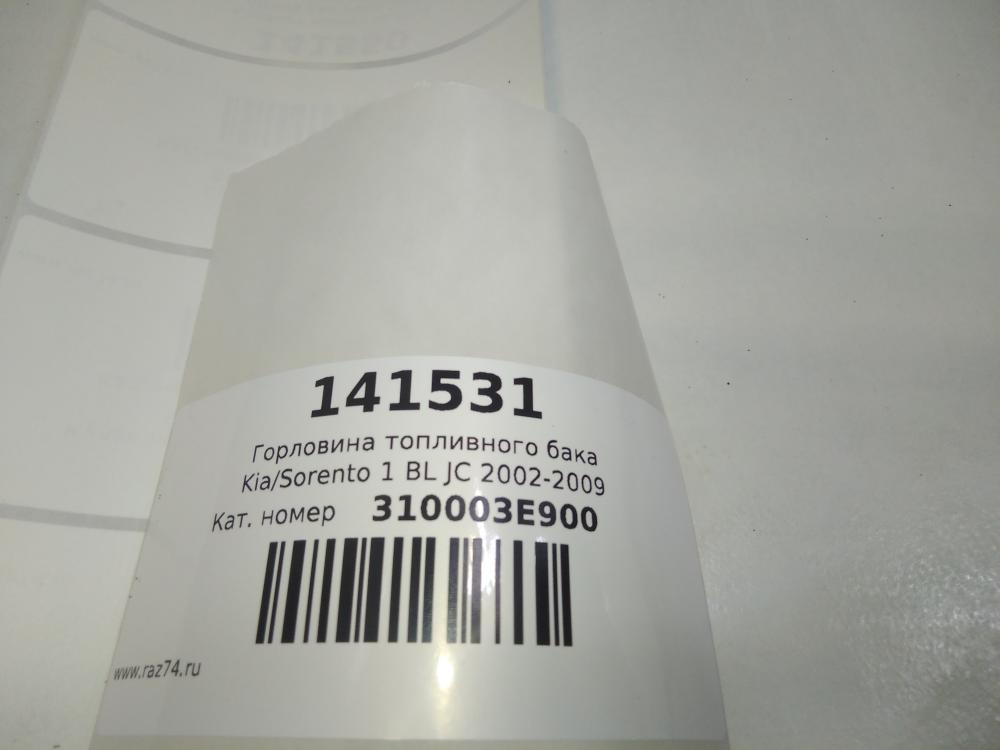 141531
Горловина топливного бака
Kia/Sorento 1 BL JC 2002-2009
Кат. номер 310003E900
www.raz74.ru